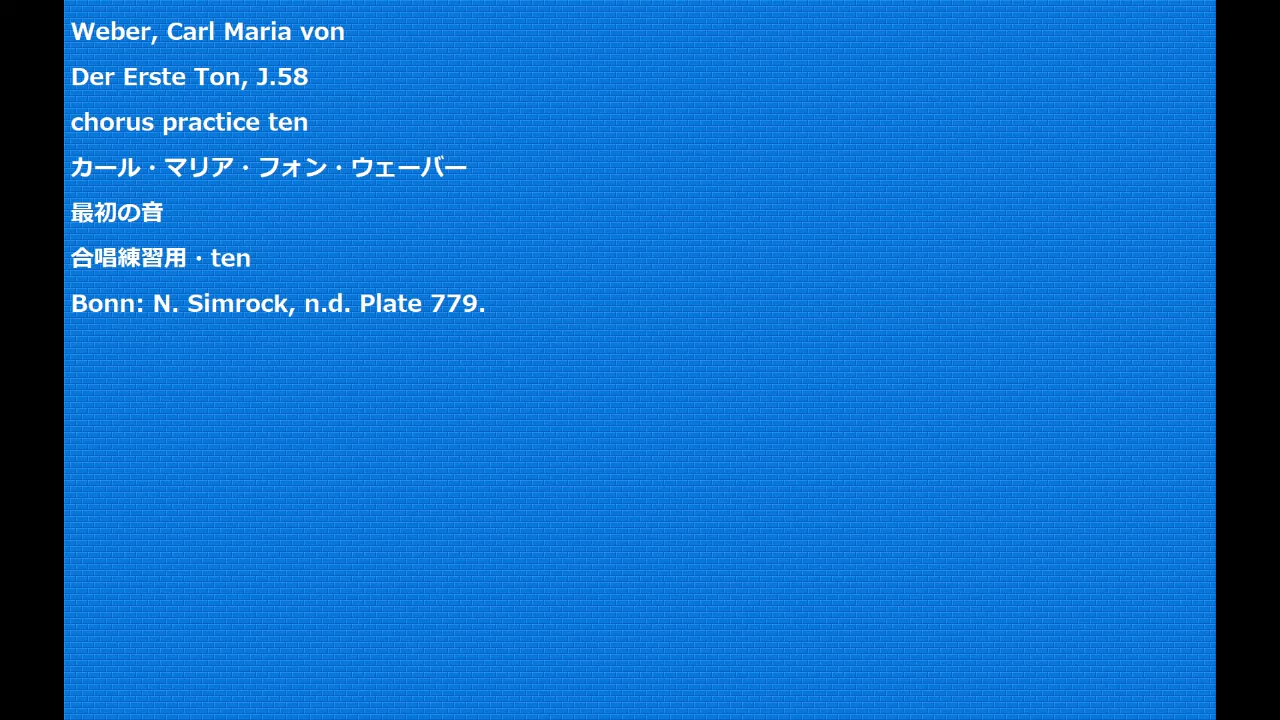 Weber, Carl Maria von
Der Erste Ton, J.58
chorus practice ten
カール・マリア・フォン・ウェーバー
最初の音
合唱練習用・ten
Bonn: N. Simrock, n.d. Plate 779.